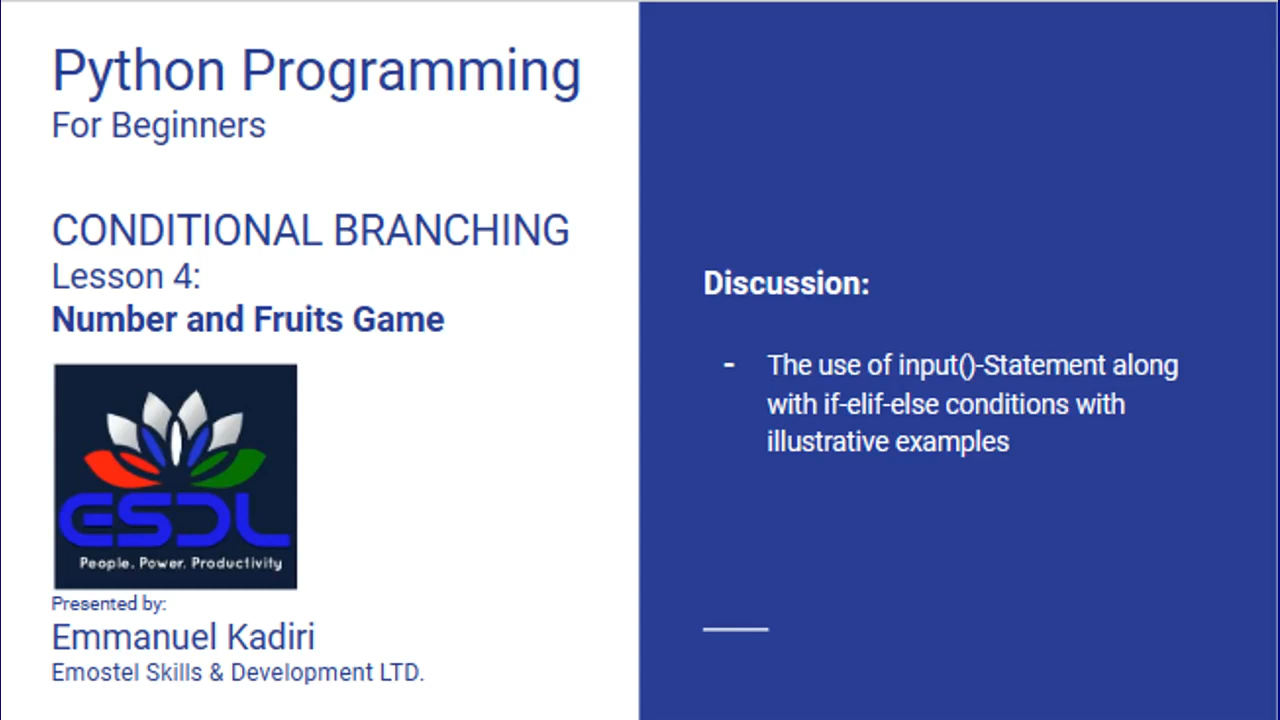 Python Programming
For Beginners
CONDITIONAL BRANCHING
Lesson 4:
Number and Fruits Game
ESDL
People. Power. Productivity
Presented by:
Emmanuel Kadiri
Emostel Skills & Development LTD.
Discussion:
- The use of input()-Statement along
with if-elif-else conditions with
illustrative examples